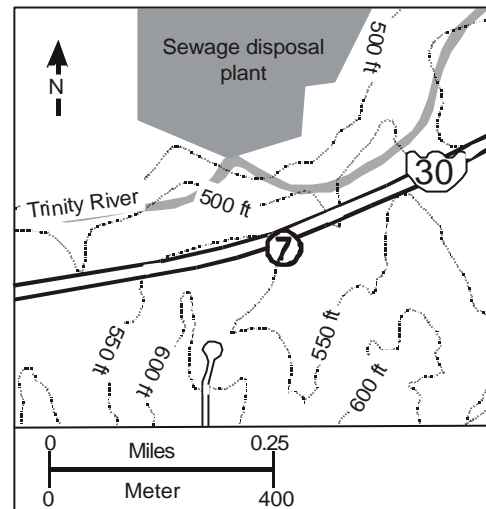 Sewage disposal
plant
500 ft
N
30
Trinity River
500 ft
7
550 ft
600 ft
550 ft
600 ft
0
0.25
Miles
Meter
0
400